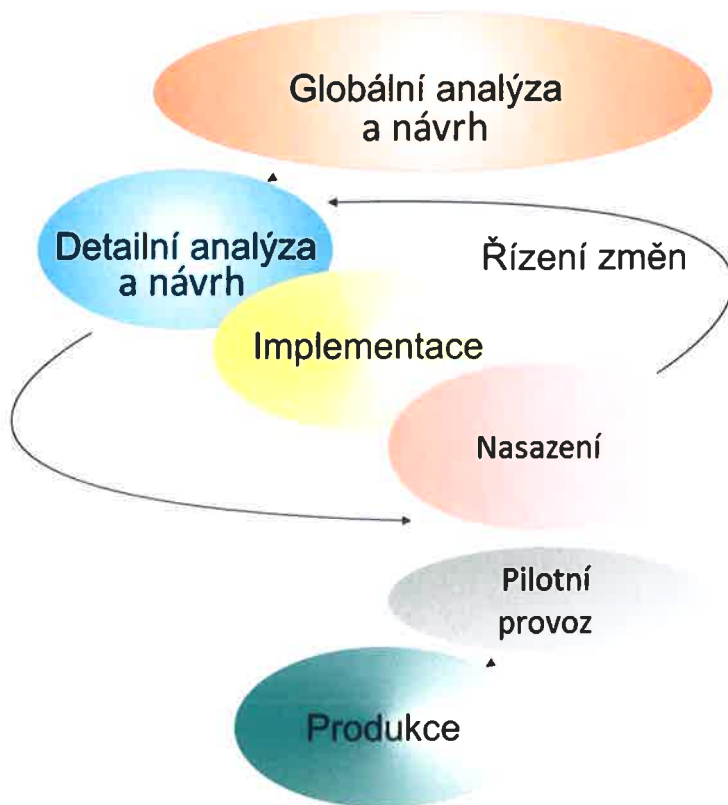 Globální analýza
a návrh
Detailní analýza
a návrh
Řízení změn
Implementace
Nasazení
Pilotní
provoz
Produkce